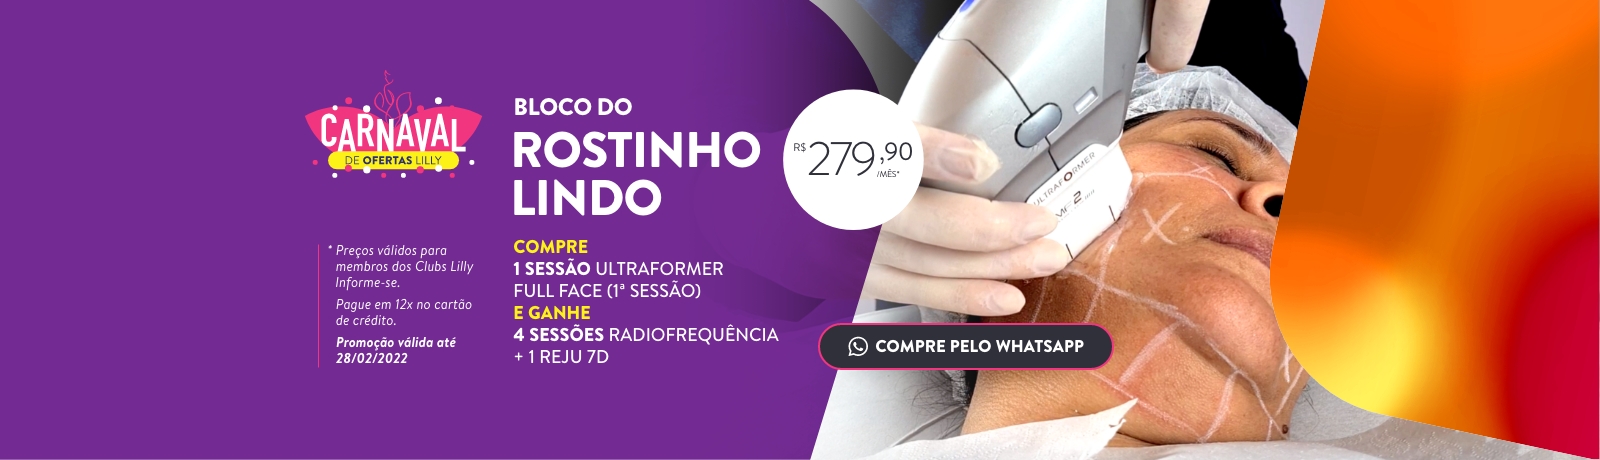 CARNAVAL
DE OFERTAS LILLY
* Preços válidos para
membros dos Clubs Lilly
Informe-se.
Pague em 12x no cartão
de crédito.
Promoção válida até
28/02/2022
BLOCO DO
ROSTINHO
LINDO
COMPRE
1 SESSÃO ULTRAFORMER
FULL FACE (1ª SESSÃO)
E GANHE
4 SESSÕES RADIOFREQUÊNCIA
+ 1 REJU 7D
R$ 279,90
/MÊS*
ULTRAFORMER
COMPRE PELO WHATSAPP